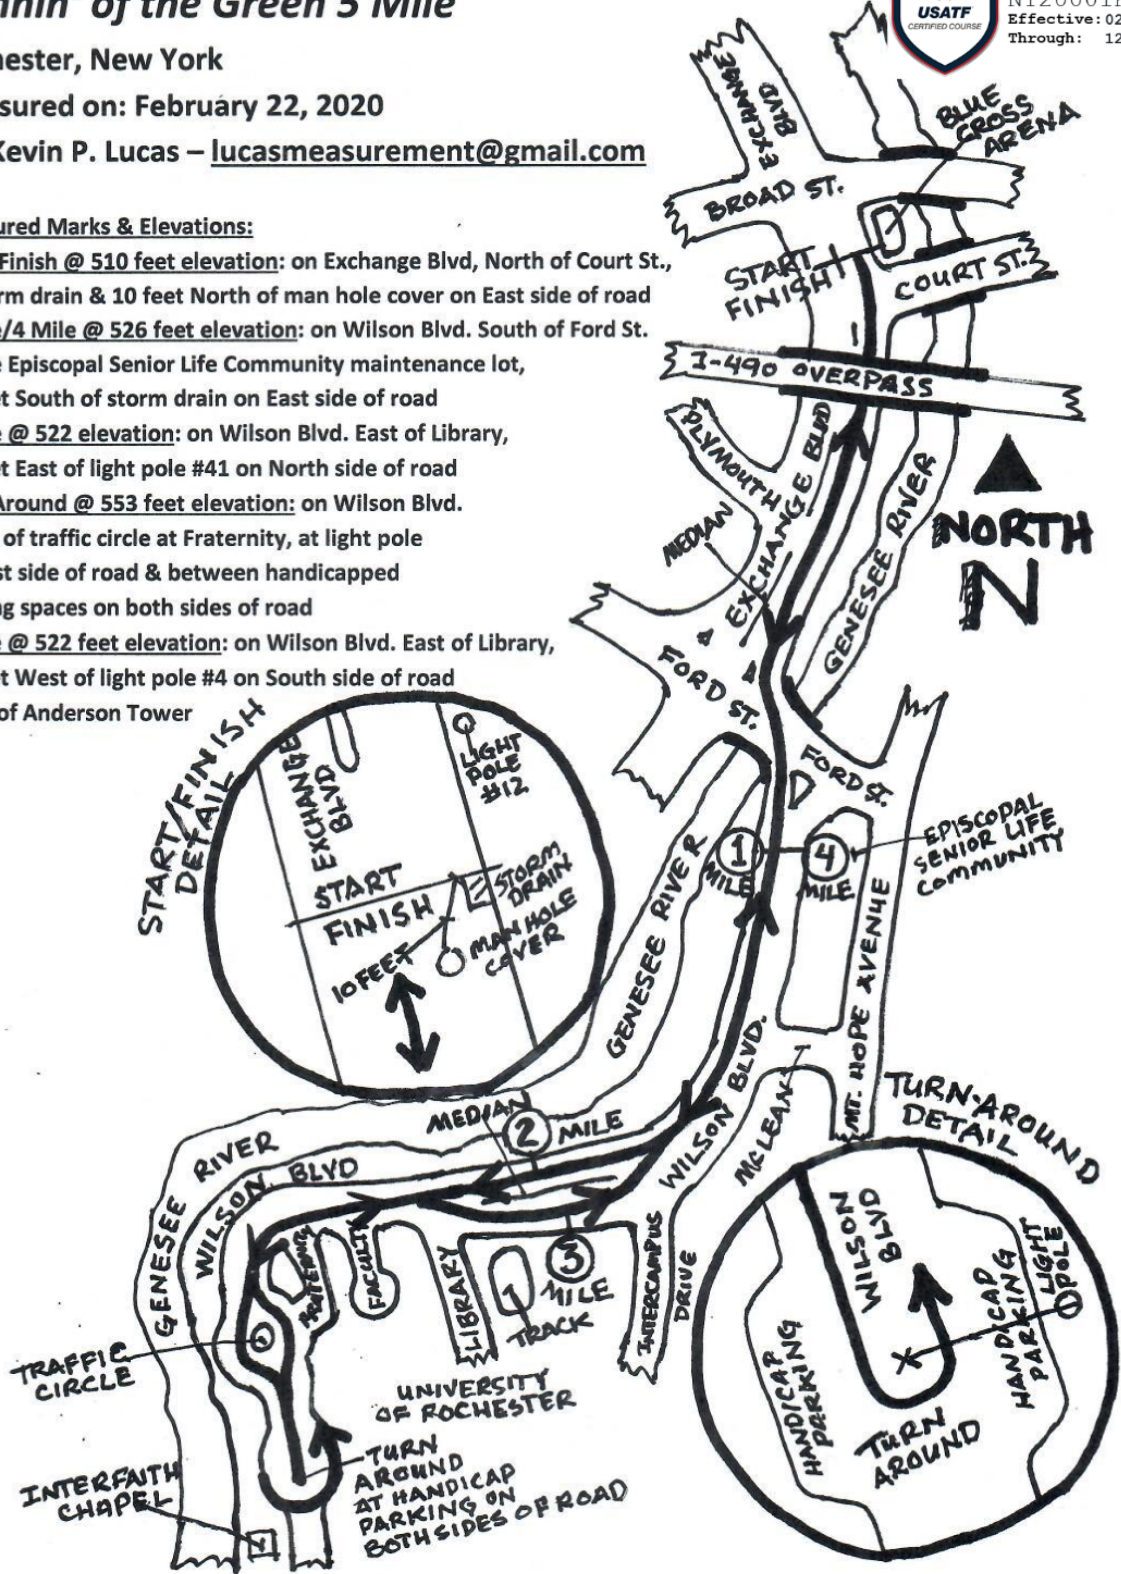 of the Green 5 Mile
USATF
CERTIFIED COURSE
Effective: 02
Through: 12
New York
on: February 22, 2020
Kevin P. Lucas – lucasmeasurement@gmail.com
Marks & Elevations:
Finish @ 510 feet elevation: on Exchange Blvd, North of Court St.,
drain & 10 feet North of man hole cover on East side of road
/4 Mile @ 526 feet elevation: on Wilson Blvd. South of Ford St.
Episcopal Senior Life Community maintenance lot,
South of storm drain on East side of road
@ 522 elevation: on Wilson Blvd. East of Library,
East of light pole #41 on North side of road
Around @ 553 feet elevation: on Wilson Blvd.
of traffic circle at Fraternity, at light pole
side of road & between handicapped
spaces on both sides of road
@ 522 feet elevation: on Wilson Blvd. East of Library,
West of light pole #4 on South side of road
of Anderson Tower
EXCHANGE
BLVD
BLUE
CROSS
ARENA
BROAD ST.
START
FINISH
COURT ST.
I-490 OVERPASS
PLYMOUTH
EXCHANGE BLVD
MEDIAN
GENESEE RIVER
NORTH
N
FORD ST.
FORD ST.
START/FINISH
DETAIL
EXCHANGE
BLVD
LIGHT
POLE
#12
START
FINISH
STORM
DRAIN
MAN HOLE
COVER
10 FEET
1
MILE
4
MILE
EPISCOPAL
SENIOR LIFE
COMMUNITY
GENESEE RIVER
MT. HOPE AVENUE
WILSON BLVD.
MCLEAN
MEDIAN
2
MILE
GENESEE RIVER
WILSON BLVD
FRATERNITY
FACULTY
LIBRARY
TRACK
3
MILE
INTERCAMPUS
DRIVE
TRAFFIC
CIRCLE
UNIVERSITY
OF ROCHESTER
INTERFAITH
CHAPEL
TURN
AROUND
AT HANDICAP
PARKING ON
BOTH SIDES OF ROAD
TURN-AROUND
DETAIL
WILSON
BLVD
HANDICAP
PARKING
LIGHT
POLE
HANDICAP
PARKING
TURN
AROUND